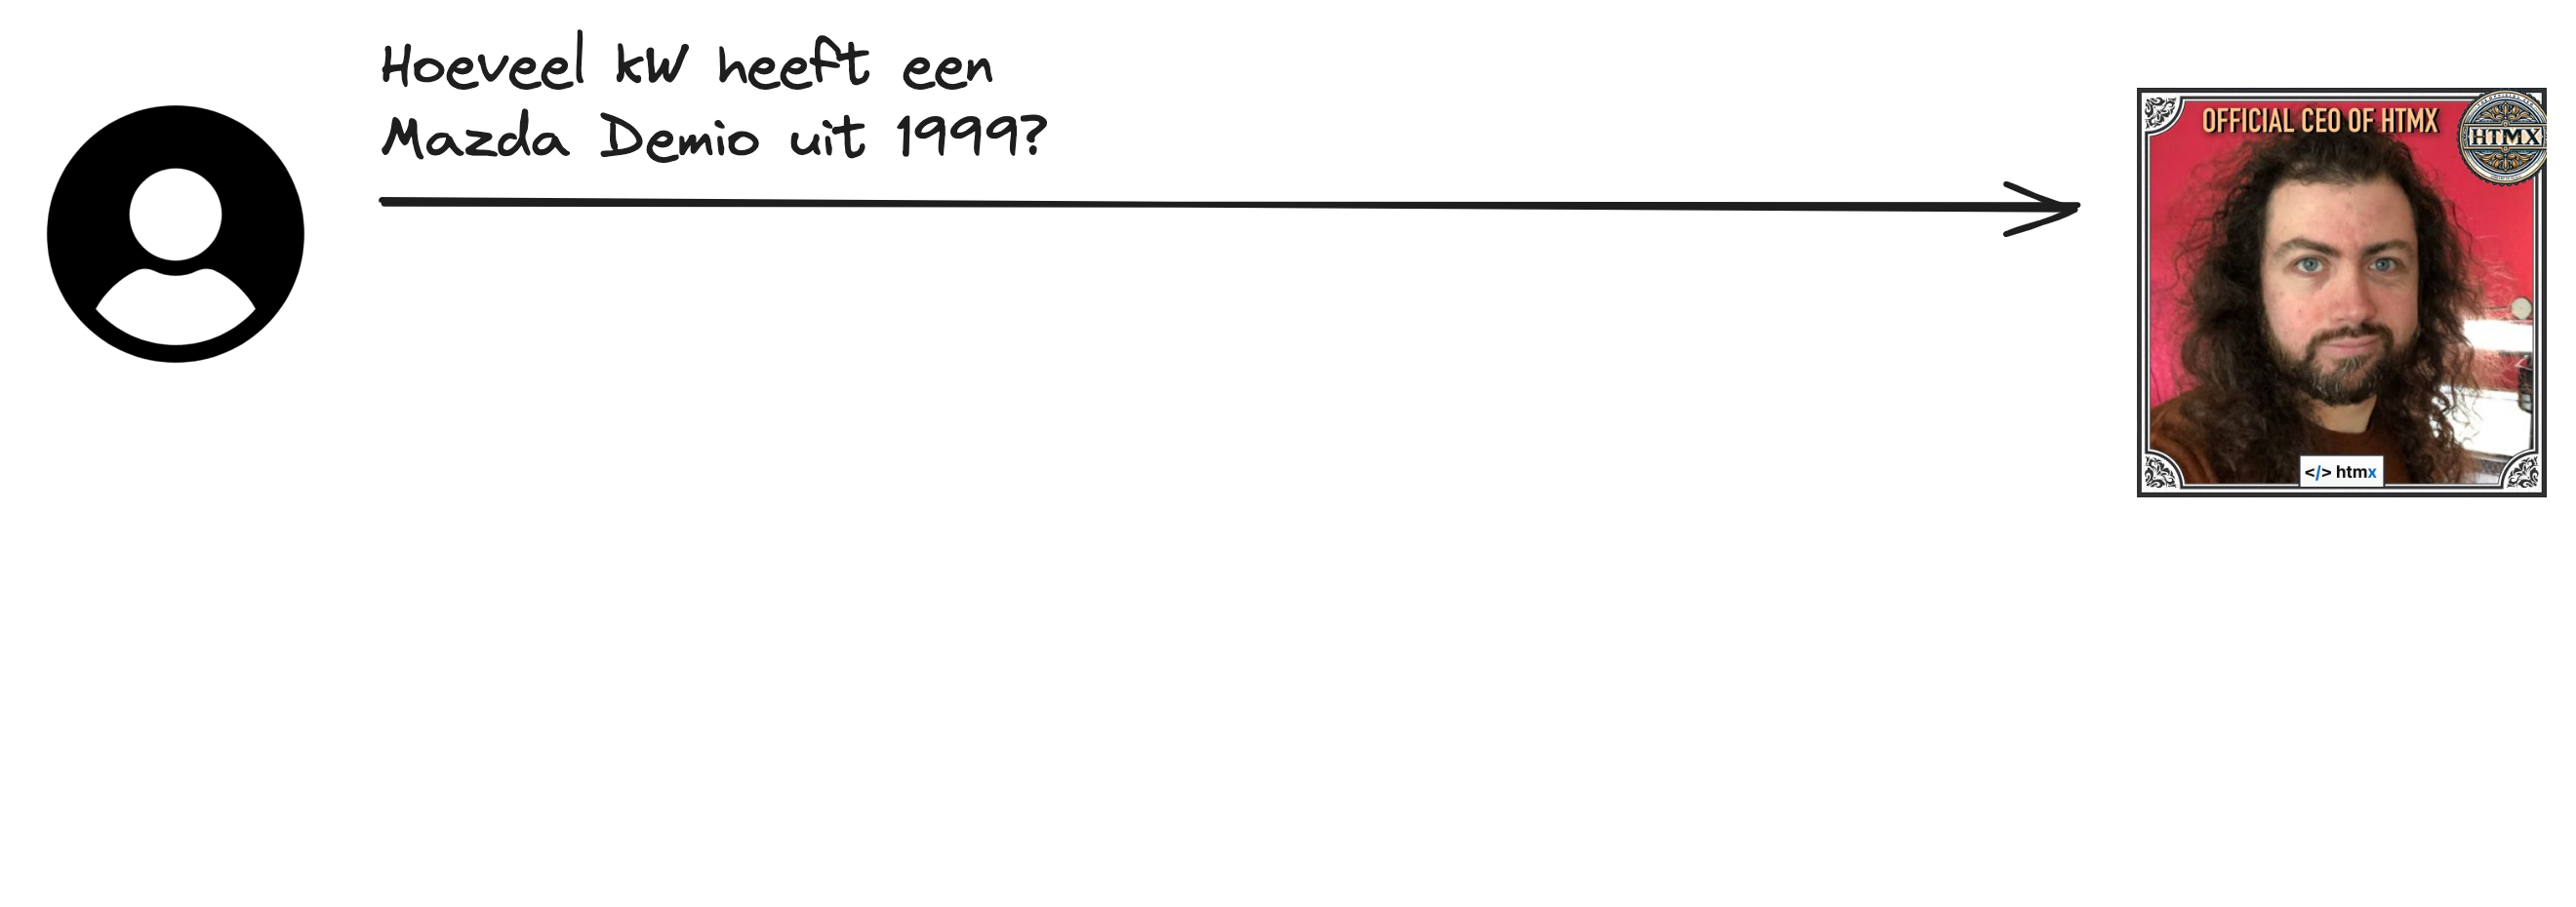 Hoeveel kW heeft een
Mazda Demio uit 1999?
OFFICIAL CEO OF HTMX
HTMX
</> htmx